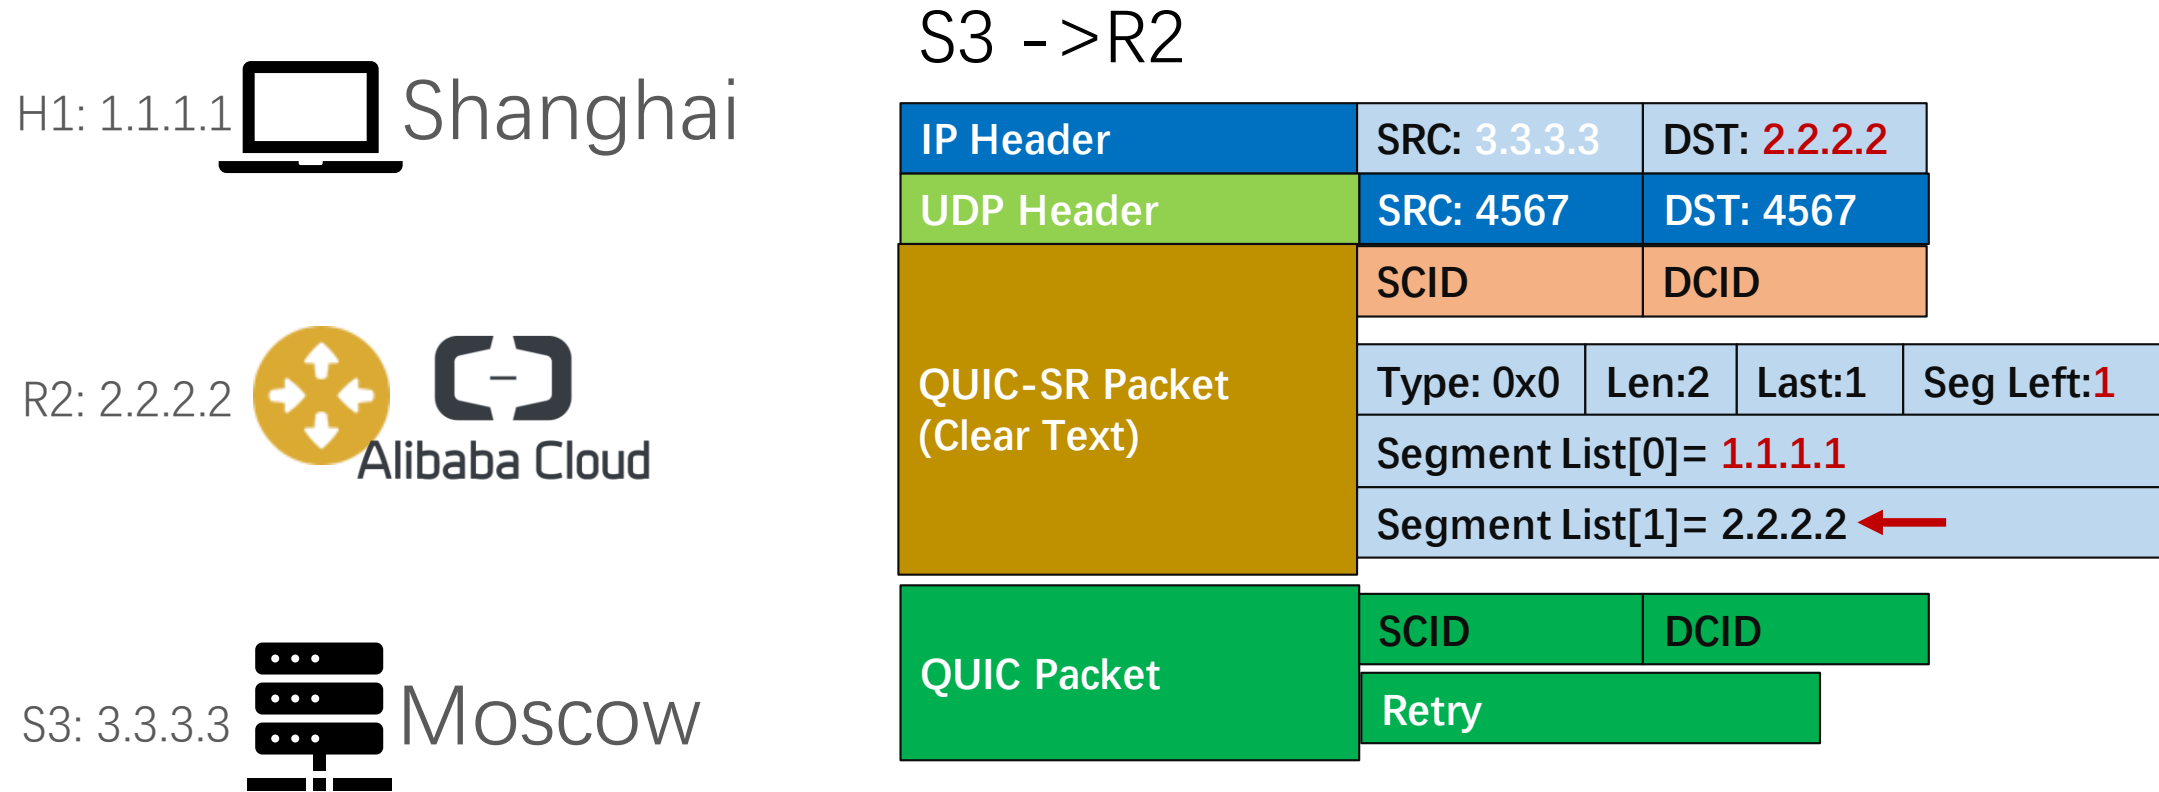 S3 ->R2
H1: 1.1.1.1 Shanghai
R2: 2.2.2.2
Alibaba Cloud
S3: 3.3.3.3 Moscow
IP Header SRC: 3.3.3.3 DST: 2.2.2.2
UDP Header SRC: 4567 DST: 4567
QUIC-SR Packet
(Clear Text)
SCID DCID
Type: 0x0 Len:2 Last:1 Seg Left:1
Segment List[0]= 1.1.1.1
Segment List[1]= 2.2.2.2
QUIC Packet
SCID DCID
Retry